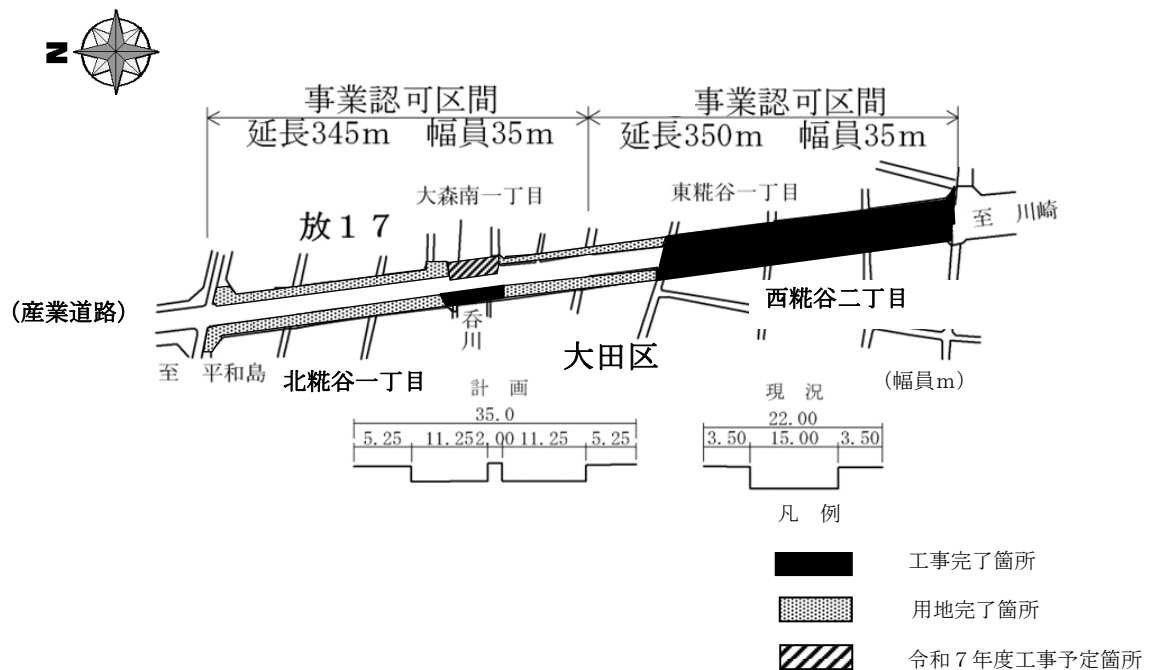 N
事業認可区間
延長345m 幅員35m
事業認可区間
延長350m 幅員35m
大森南一丁目
東糀谷一丁目
放17
至 川崎
(産業道路)
西糀谷二丁目
呑川
大田区
至 平和島
北糀谷一丁目
(幅員m)
計 画
35.0
5.25 11.25 2.00 11.25 5.25
現 況
22.00
3.50 15.00 3.50
凡 例
工事完了箇所
用地完了箇所
令和7年度工事予定箇所